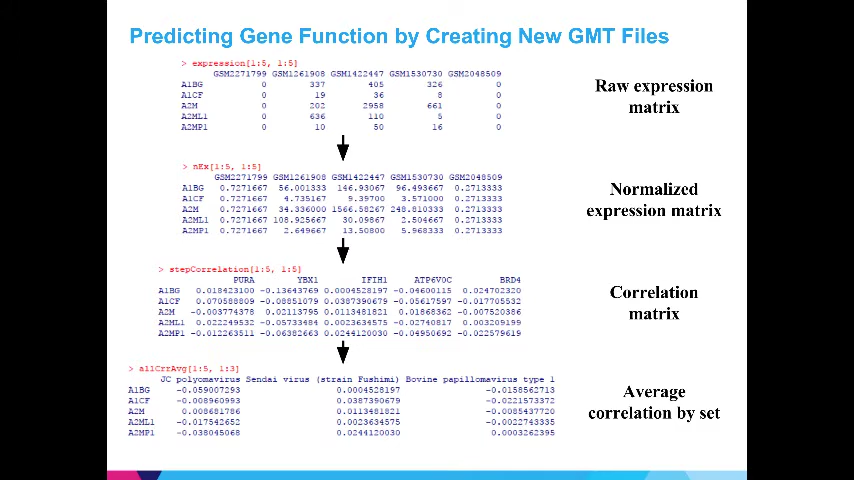 Predicting Gene Function by Creating New GMT Files
> expression[1:5, 1:5]
GSM2271799 GSM1261908 GSM1422447 GSM1530730 GSM2048509
A1BG 0 337 405 326 0
A1CF 0 19 36 8 0
A2M 0 202 2958 661 0
A2ML1 0 636 110 5 0
A2MP1 0 10 50 16 0
Raw expression
matrix
> nEx[1:5, 1:5]
GSM2271799 GSM1261908 GSM1422447 GSM1530730 GSM2048509
A1BG 0.7271667 56.001333 146.93067 96.493667 0.2713333
A1CF 0.7271667 4.735167 9.39700 3.571000 0.2713333
A2M 0.7271667 34.336000 1566.58267 248.810333 0.2713333
A2ML1 0.7271667 108.925667 30.09867 2.504667 0.2713333
A2MP1 0.7271667 2.649667 13.50800 5.968333 0.2713333
Normalized
expression matrix
> stepCorrelation[1:5, 1:5]
PURA YBX1 IFIH1 ATP6V0C BRD4
A1BG 0.018423100 -0.13643769 0.0004528197 -0.04600115 0.024702320
A1CF 0.070588809 -0.08851079 0.0387390679 -0.05617597 -0.017705532
A2M -0.003774378 0.02113795 0.0113481821 0.01868362 -0.007520386
A2ML1 0.022249532 -0.05733484 0.0023634575 -0.02740817 0.003209199
A2MP1 -0.012263511 -0.06382663 0.0244120030 -0.04950692 -0.022579619
Correlation
matrix
> allCrrAvg[1:5, 1:3]
JC polyomavirus Sendai virus (strain Fushimi) Bovine papillomavirus type 1
A1BG -0.059007293 0.0004528197 -0.0158562713
A1CF -0.008960993 0.0387390679 -0.0221573372
A2M 0.008681786 0.0113481821 -0.0085437720
A2ML1 -0.017542652 0.0023634575 -0.0022743335
A2MP1 -0.038045068 0.0244120030 0.0003262395
Average
correlation by set